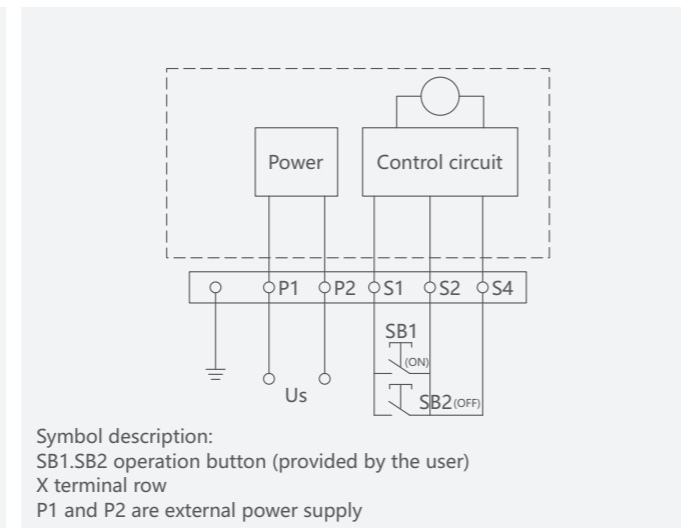 Power
Control circuit
P1
P2
S1
S2
S4
SB1
(ON)
Us
SB2(OFF)
Symbol description:
SB1.SB2 operation button (provided by the user)
X terminal row
P1 and P2 are external power supply